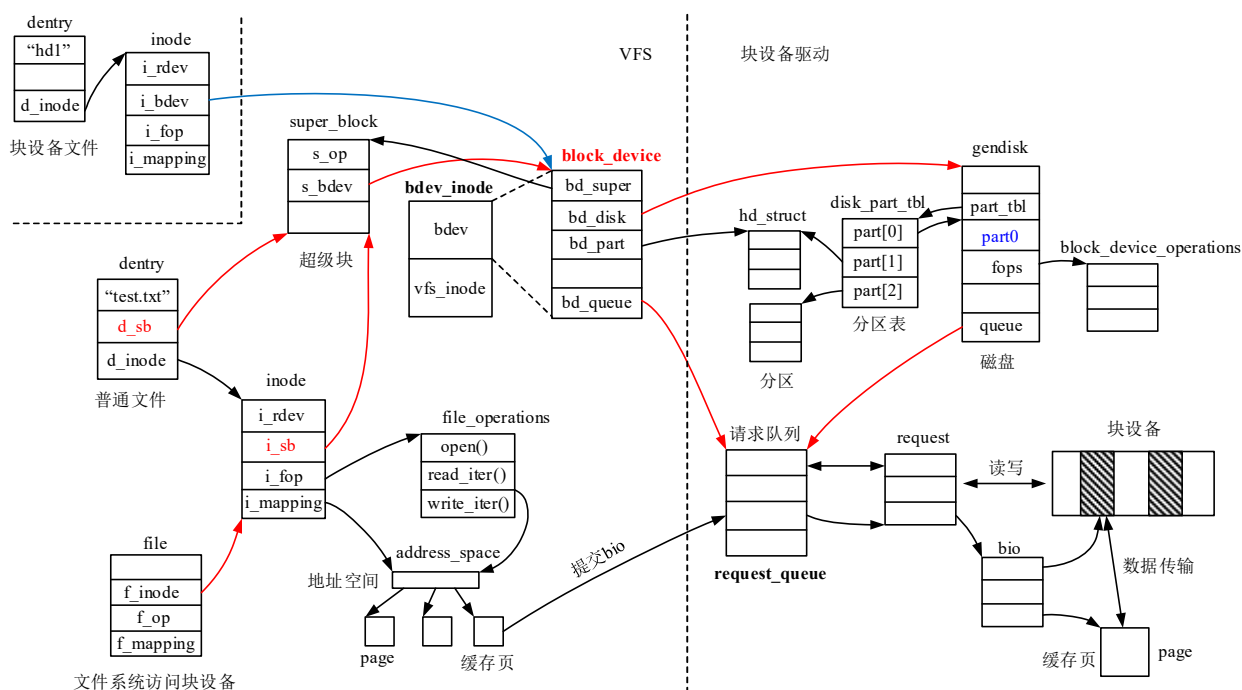 dentry
“hd1”
d_inode
块设备文件
inode
i_rdev
i_bdev
i_fop
i_mapping
VFS
块设备驱动
super_block
s_op
s_bdev
超级块
bdev_inode
bdev
vfs_inode
block_device
bd_super
bd_disk
bd_part
bd_queue
hd_struct
分区
disk_part_tbl
part[0]
part[1]
part[2]
分区表
gendisk
part_tbl
part0
fops
queue
磁盘
block_device_operations
dentry
“test.txt”
d_sb
d_inode
普通文件
inode
i_rdev
i_sb
i_fop
i_mapping
file_operations
open()
read_iter()
write_iter()
file
f_inode
f_op
f_mapping
文件系统访问块设备
address_space
地址空间
page
缓存页
提交bio
请求队列
request_queue
request
读写
块设备
bio
数据传输
缓存页
page